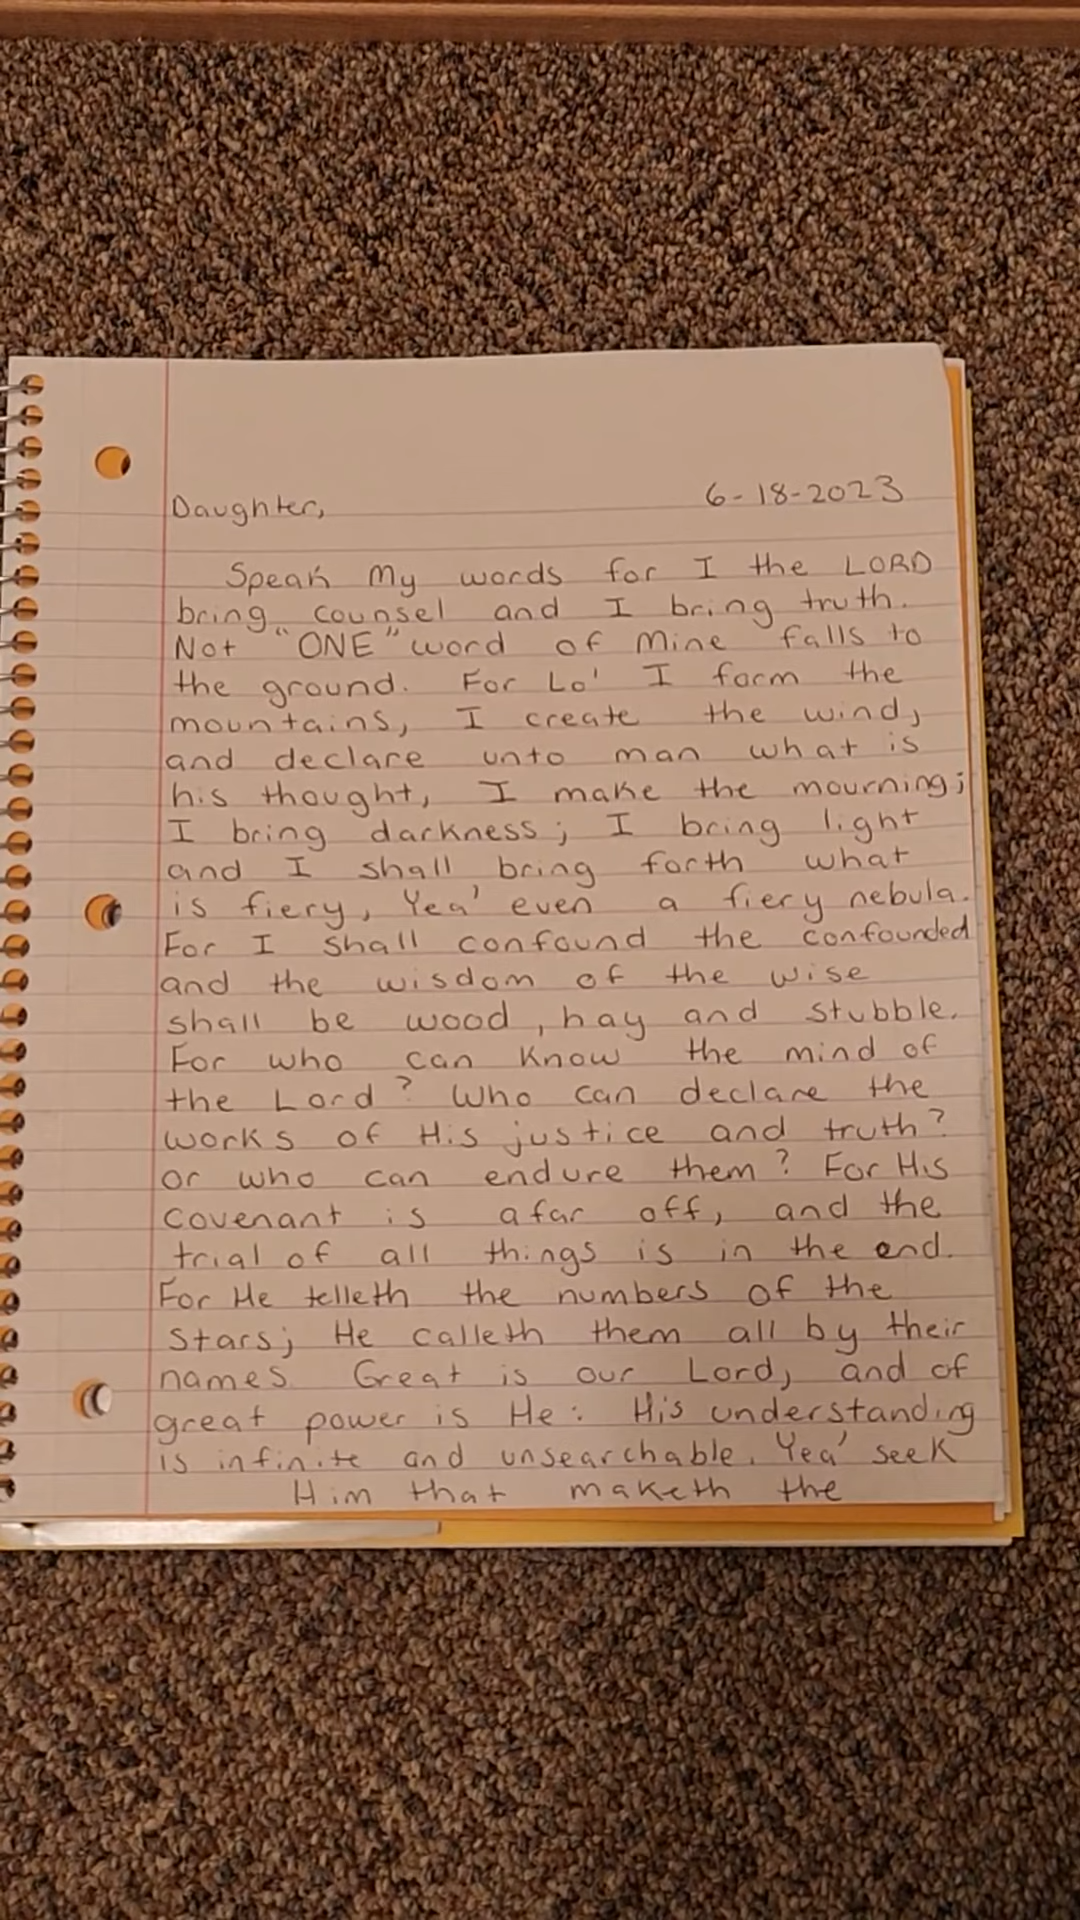 6-18-2023
Daughter,
Speak My words for I the LORD
bring counsel and I bring truth.
Not "ONE" word of Mine falls to
the ground. For Lo' I form the
mountains, I create the wind,
and declare unto man what is
his thought, I make the mourning;
I bring darkness; I bring light
and I shall bring forth what
is fiery, Yea' even a fiery nebula.
For I shall confound the confounded
and the wisdom of the wise
shall be wood, hay and stubble.
For who can know the mind of
the Lord? Who can declare the
works of His justice and truth?
or who can endure them? For His
covenant is afar off, and the
trial of all things is in the end.
For He telleth the numbers of the
stars; He calleth them all by their
names. Great is our Lord, and of
great power is He: His understanding
is infinite and unsearchable. Yea' seek
Him that maketh the